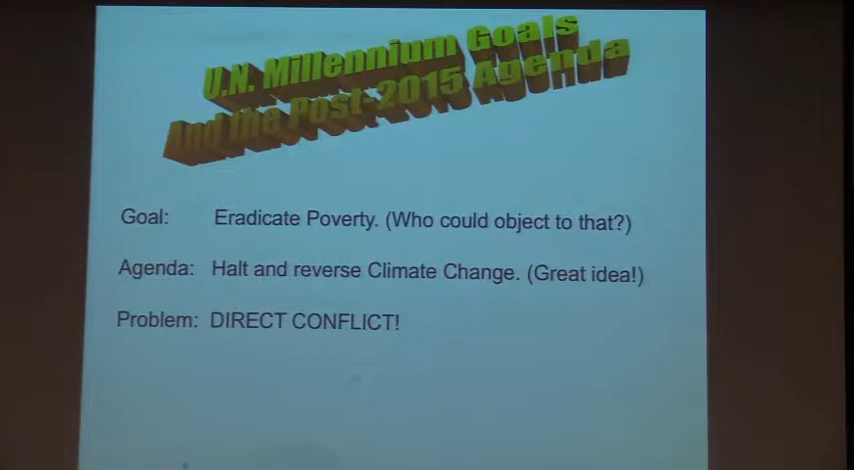 U.N. Millennium Goals
And the Post-2015 Agenda
Goal: Eradicate Poverty. (Who could object to that?)
Agenda: Halt and reverse Climate Change. (Great idea!)
Problem: DIRECT CONFLICT!